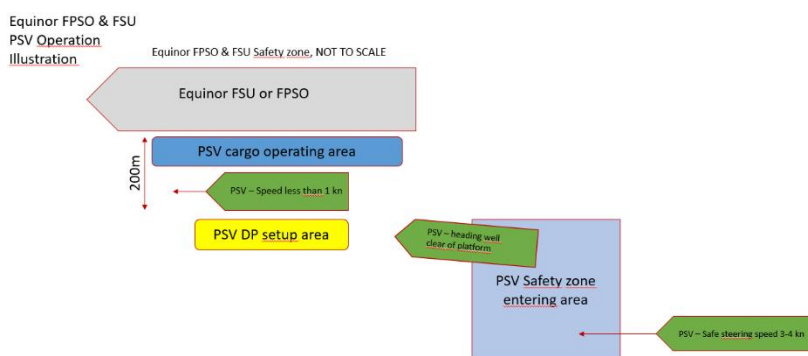 Equinor FPSO & FSU
PSV Operation
Illustration
Equinor FPSO & FSU Safety zone, NOT TO SCALE
Equinor FSU or FPSO
PSV cargo operating area
200m
PSV – Speed less than 1 kn
PSV DP setup area
PSV – heading well
clear of platform
PSV Safety zone
entering area
PSV – Safe steering speed 3-4 kn